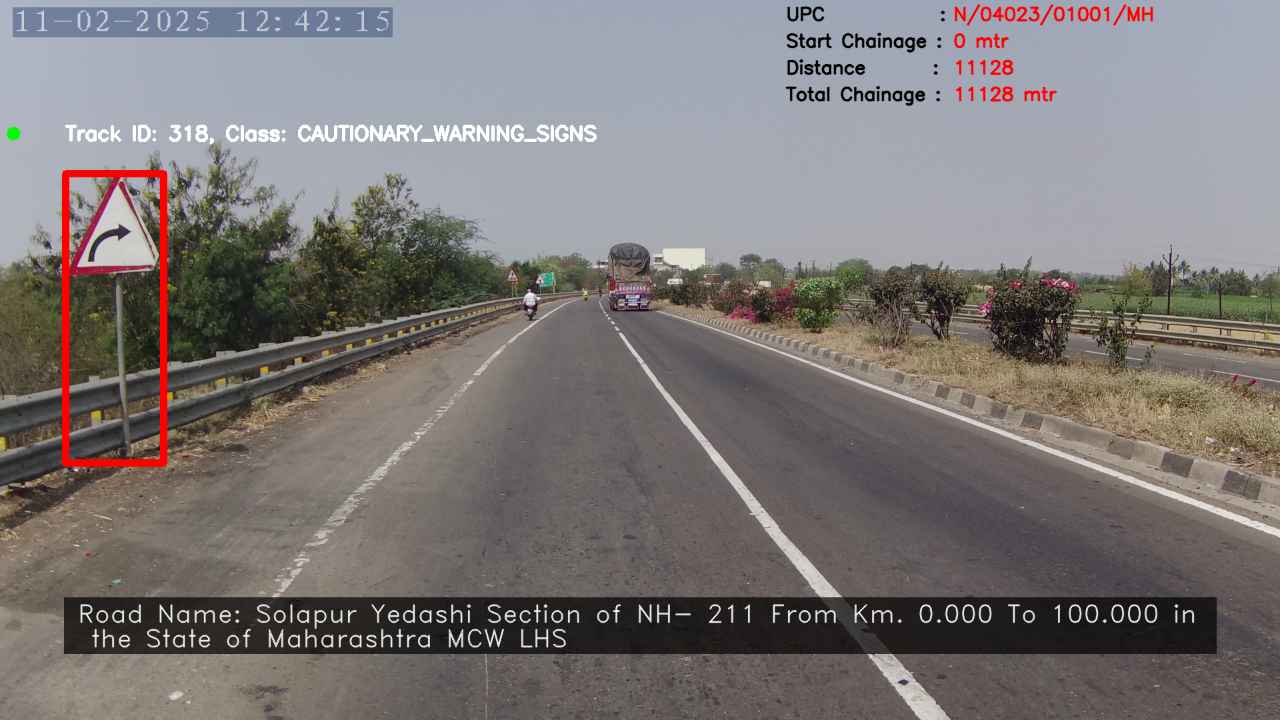 11-02-2025 12:42:15
UPC : N/04023/01001/MH
Start Chainage : 0 mtr
Distance : 11128
Total Chainage : 11128 mtr
Track ID: 318, Class: CAUTIONARY_WARNING_SIGNS
Road Name: Solapur Yedashi Section of NH- 211 From Km. 0.000 To 100.000 in
the State of Maharashtra MCW LHS